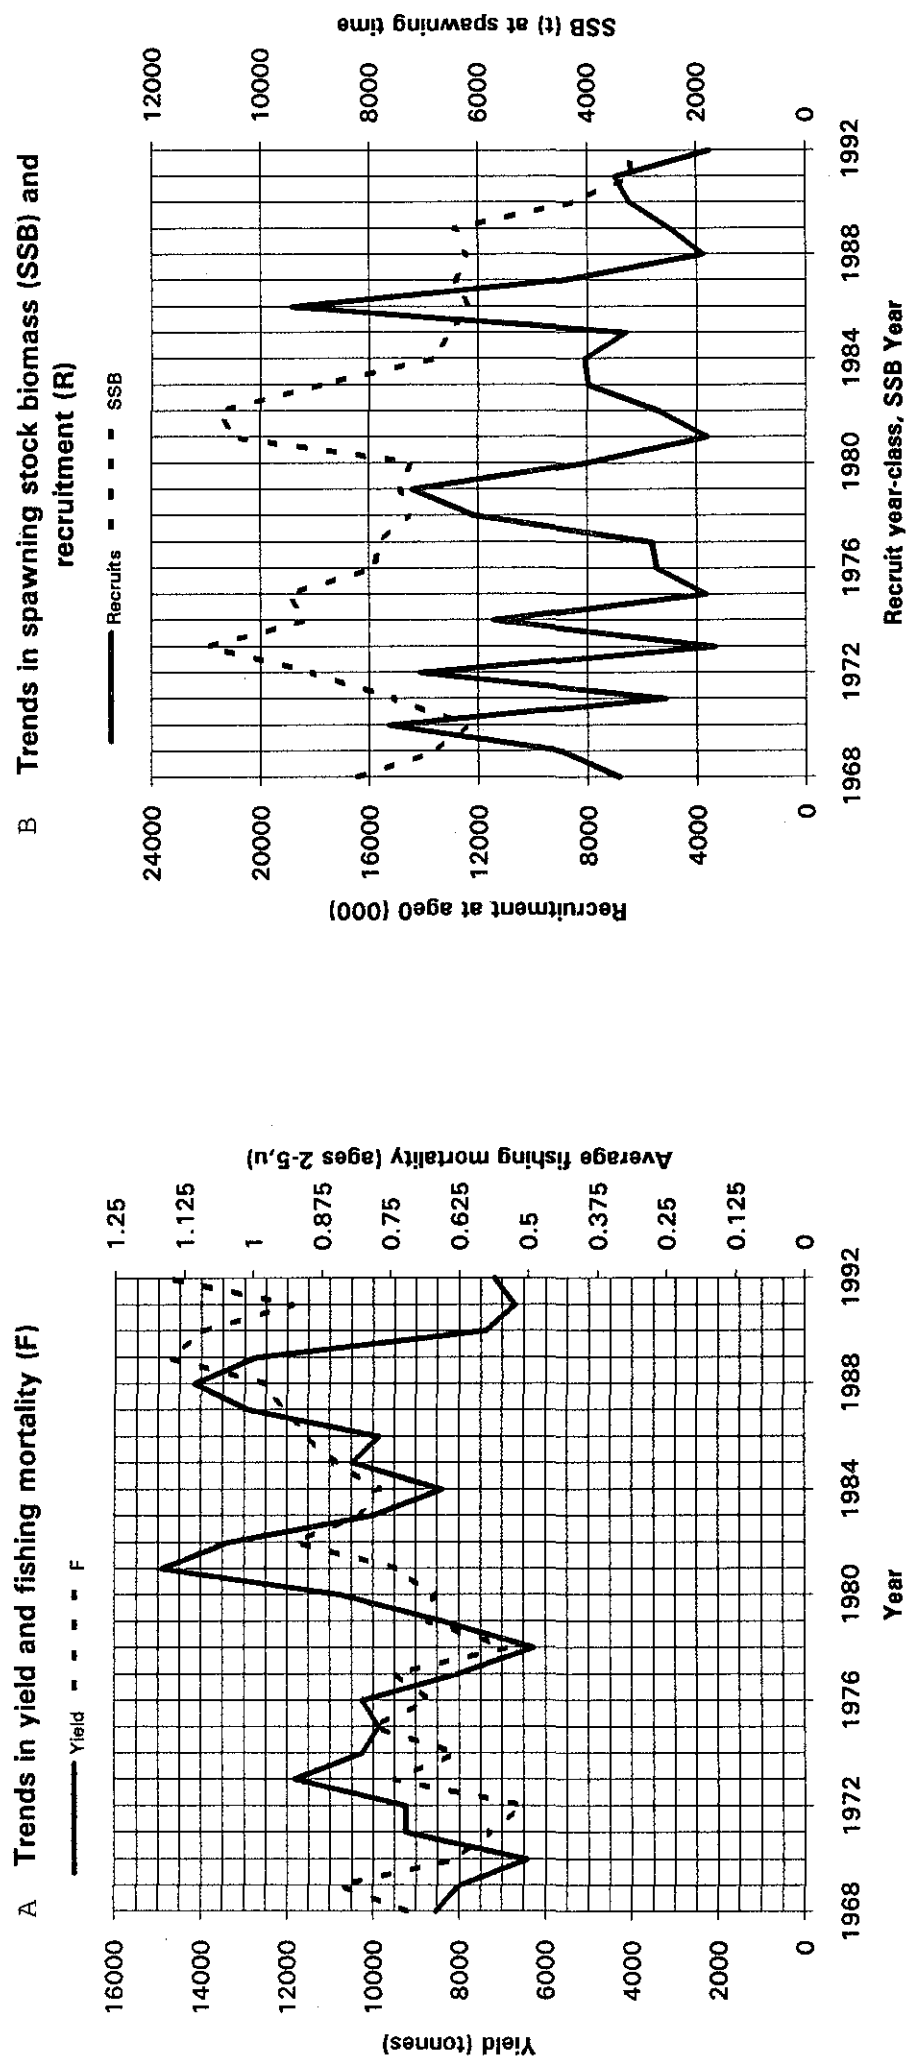 A Trends in yield and fishing mortality (F)
Yield F
16000
14000
12000
10000
8000
6000
4000
2000
0
Yield (tonnes)
1.25
1.125
1
0.875
0.75
0.625
0.5
0.375
0.25
0.125
0
Average fishing mortality (ages 2-5,u)
1968 1972 1976 1980 1984 1988 1992
Year
B Trends in spawning stock biomass (SSB) and
recruitment (R)
Recruits SSB
24000
20000
16000
12000
8000
4000
0
Recruitment at age0 (000)
12000
10000
8000
6000
4000
2000
0
SSB (t) at spawning time
1968 1972 1976 1980 1984 1988 1992
Recruit year-class, SSB Year